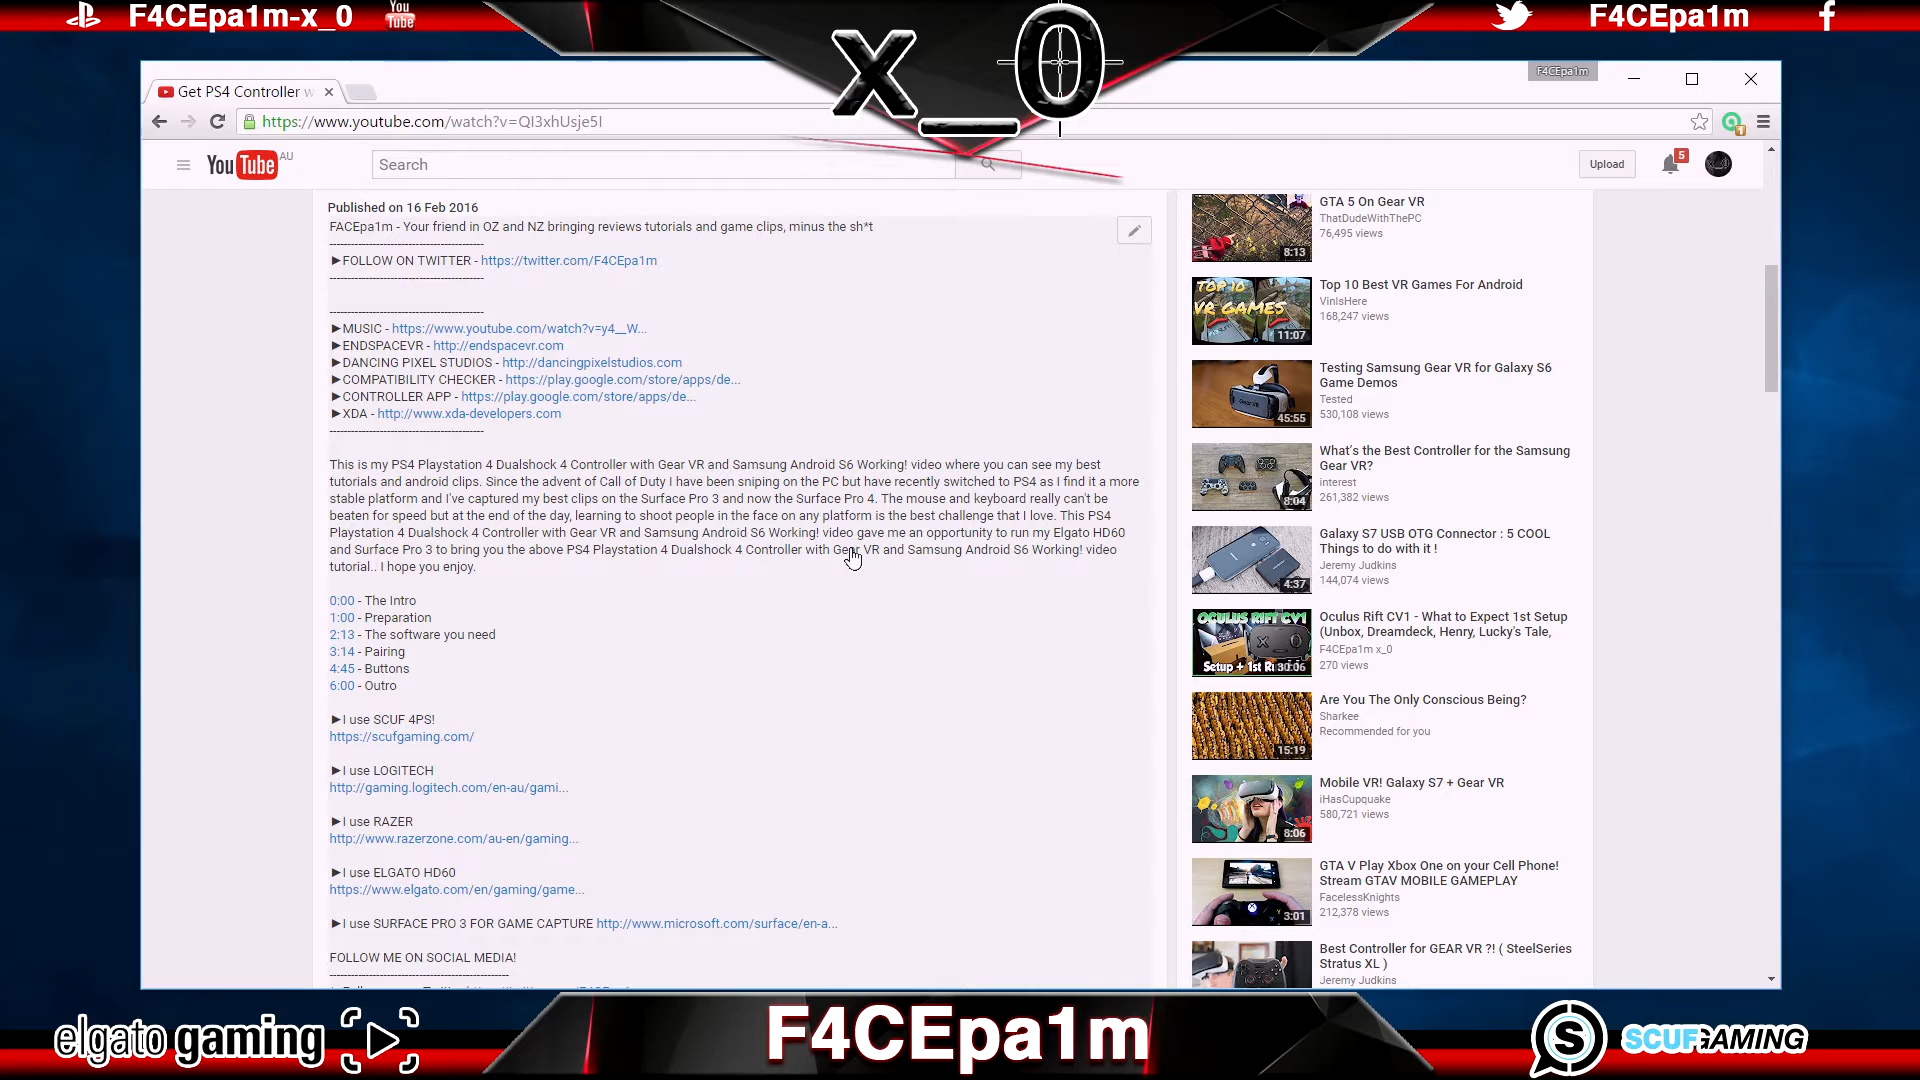 F4CEpa1m-x_0
You
Tube
x_0
F4CEpa1m
F4CEpa1m
Get PS4 Controller w
https://www.youtube.com/watch?v=QI3xhUsje5I
YouTube AU
Search
Upload
5
Published on 16 Feb 2016
FACEpa1m - Your friend in OZ and NZ bringing reviews tutorials and game clips, minus the sh*t
-------------------------------------------
►FOLLOW ON TWITTER - https://twitter.com/F4CEpa1m
-------------------------------------------
-------------------------------------------
►MUSIC - https://www.youtube.com/watch?v=y4__W...
►ENDSPACEVR - http://endspacevr.com
►DANCING PIXEL STUDIOS - http://dancingpixelstudios.com
►COMPATIBILITY CHECKER - https://play.google.com/store/apps/de...
►CONTROLLER APP - https://play.google.com/store/apps/de...
►XDA - http://www.xda-developers.com
-------------------------------------------
This is my PS4 Playstation 4 Dualshock 4 Controller with Gear VR and Samsung Android S6 Working! video where you can see my best
tutorials and android clips. Since the advent of Call of Duty I have been sniping on the PC but have recently switched to PS4 as I find it a more
stable platform and I've captured my best clips on the Surface Pro 3 and now the Surface Pro 4. The mouse and keyboard really can't be
beaten for speed but at the end of the day, learning to shoot people in the face on any platform is the best challenge that I love. This PS4
Playstation 4 Dualshock 4 Controller with Gear VR and Samsung Android S6 Working! video gave me an opportunity to run my Elgato HD60
and Surface Pro 3 to bring you the above PS4 Playstation 4 Dualshock 4 Controller with Gear VR and Samsung Android S6 Working! video
tutorial.. I hope you enjoy.
0:00 - The Intro
1:00 - Preparation
2:13 - The software you need
3:14 - Pairing
4:45 - Buttons
6:00 - Outro
►I use SCUF 4PS!
https://scufgaming.com/
►I use LOGITECH
http://gaming.logitech.com/en-au/gami...
►I use RAZER
http://www.razerzone.com/au-en/gaming...
►I use ELGATO HD60
https://www.elgato.com/en/gaming/game...
►I use SURFACE PRO 3 FOR GAME CAPTURE http://www.microsoft.com/surface/en-a...
FOLLOW ME ON SOCIAL MEDIA!
--------------------------------------------------
GTA 5 On Gear VR
ThatDudeWithThePC
76,495 views
8:13
Top 10 Best VR Games For Android
VinIsHere
168,247 views
TOP 10
VR GAMES
11:07
Testing Samsung Gear VR for Galaxy S6
Game Demos
Tested
530,108 views
45:55
What's the Best Controller for the Samsung
Gear VR?
interest
261,382 views
8:04
Galaxy S7 USB OTG Connector : 5 COOL
Things to do with it !
Jeremy Judkins
144,074 views
4:37
Oculus Rift CV1 - What to Expect 1st Setup
(Unbox, Dreamdeck, Henry, Lucky's Tale,
F4CEpa1m x_0
270 views
OCULUS RIFT CV1
Setup + 1st R
30:06
Are You The Only Conscious Being?
Sharkee
Recommended for you
15:19
Mobile VR! Galaxy S7 + Gear VR
iHasCupquake
580,721 views
8:06
GTA V Play Xbox One on your Cell Phone!
Stream GTAV MOBILE GAMEPLAY
FacelessKnights
212,378 views
3:01
Best Controller for GEAR VR ?! ( SteelSeries
Stratus XL )
Jeremy Judkins
elgato gaming
F4CEpa1m
SCUFGAMING